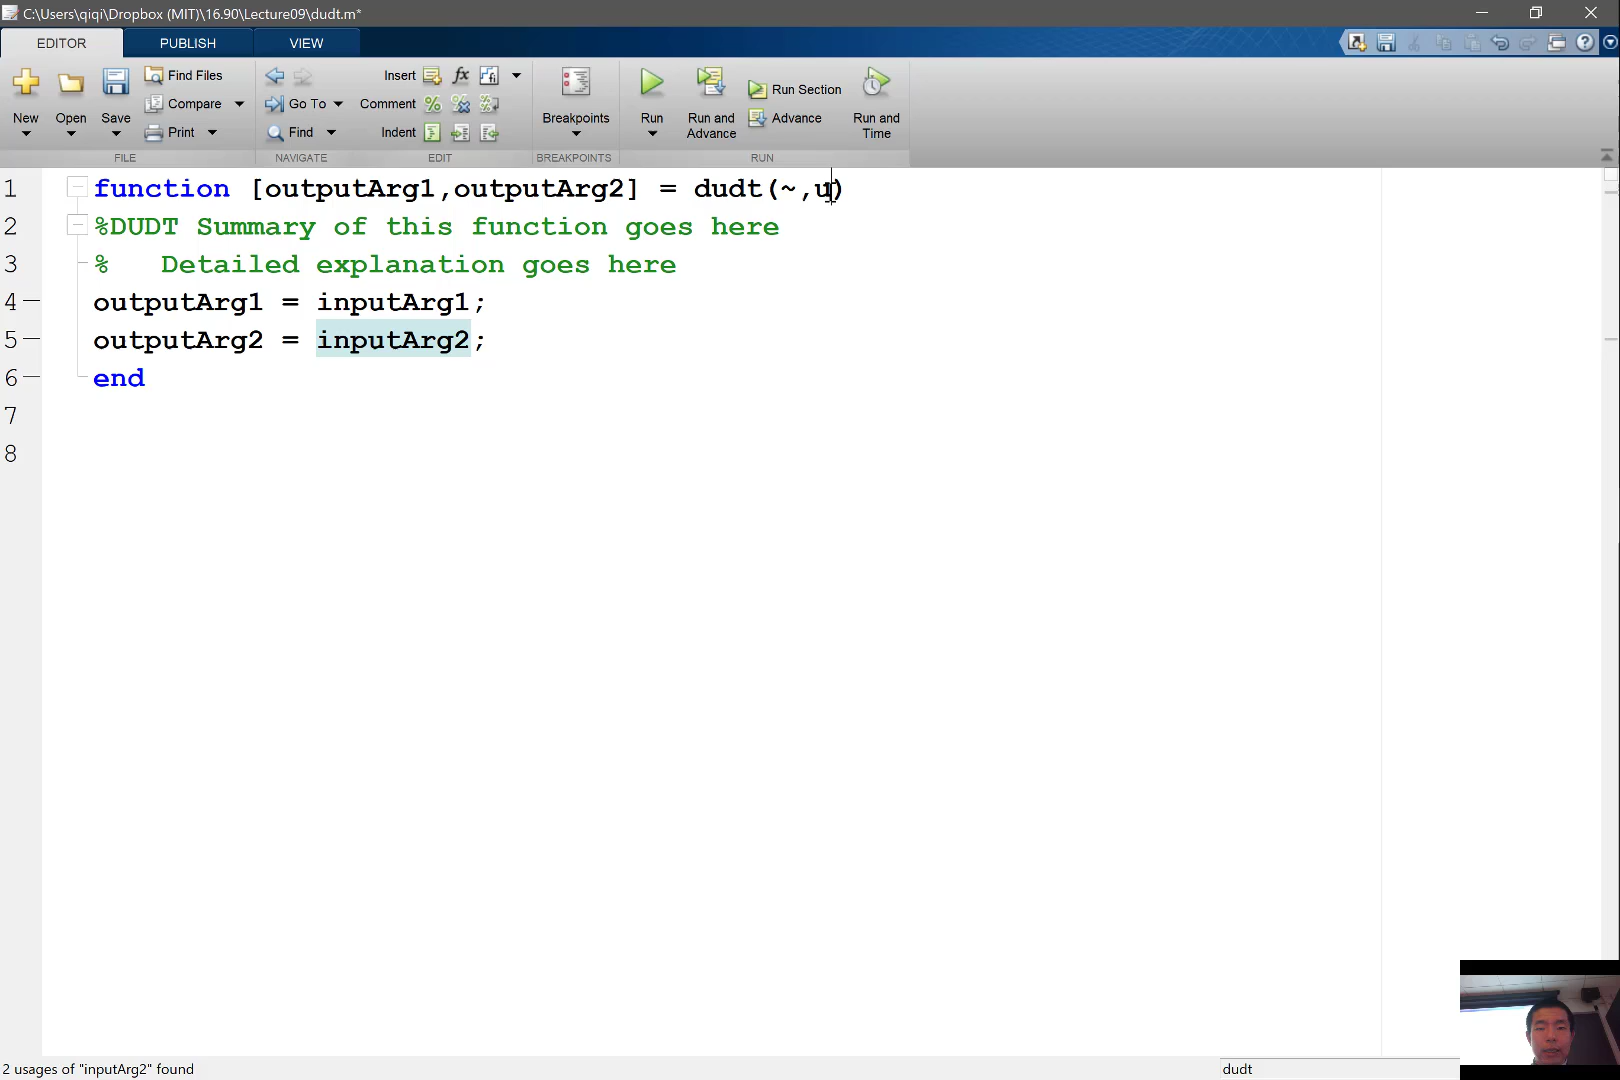 C:\Users\qiqi\Dropbox (MIT)\16.90\Lecture09\dudt.m*
EDITOR PUBLISH VIEW
Find Files Insert fx
New Open Save Compare Go To Comment Breakpoints Run Run and Advance Run Section Advance Run and Time
Print Find Indent
FILE NAVIGATE EDIT BREAKPOINTS RUN
1 function [outputArg1,outputArg2] = dudt(~,u)
2 %DUDT Summary of this function goes here
3 %   Detailed explanation goes here
4 outputArg1 = inputArg1;
5 outputArg2 = inputArg2;
6 end
7
8
2 usages of "inputArg2" found dudt